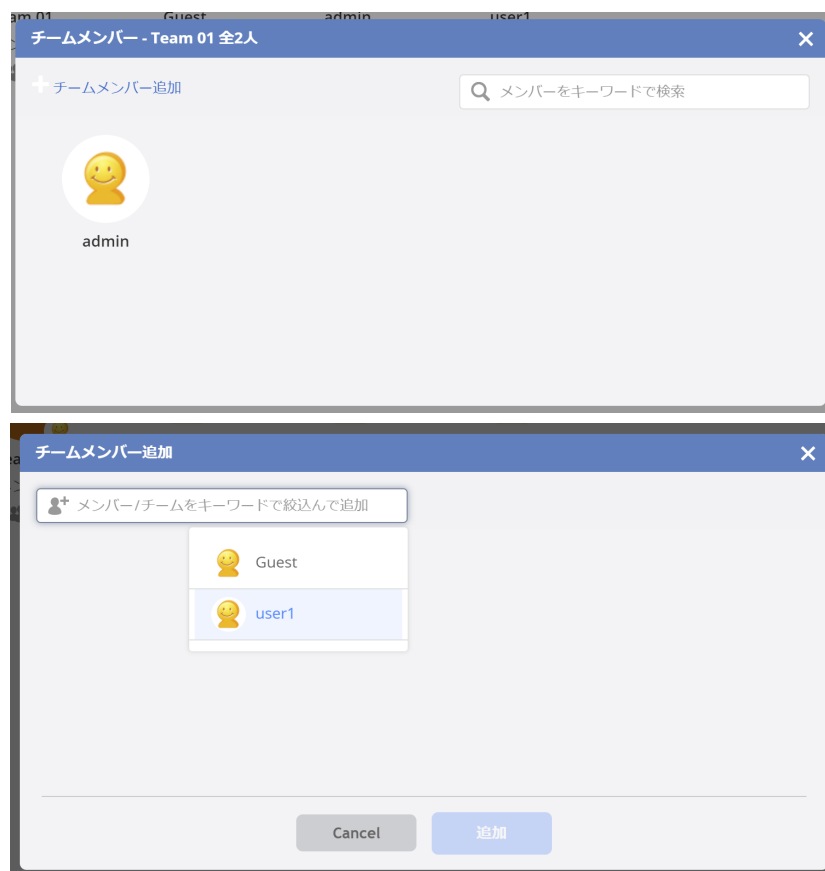 Guest admin user1
チームメンバー - Team 01 全2人
チームメンバー追加
メンバーをキーワードで検索
admin
チームメンバー追加
メンバー/チームをキーワードで絞込んで追加
Guest
user1
Cancel 追加